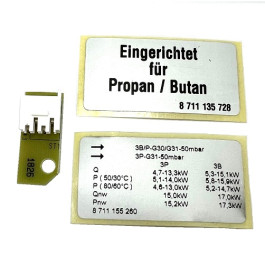 Eingerichtet
für
Propan / Butan
8 711 135 728
1826
→ 3B/P-G30/G31-50mbar
→ 3P-G31-50mbar
3P 3B
Q 4,7-13,3kW 5,3-15,1kW
P ( 50/30°C ) 5,1-14,0kW 5,8-15,9kW
P ( 80/60°C ) 4,6-13,0kW 5,2-14,7kW
Qnw 15,0kW 17,0kW
Pnw 15,2kW 17,3kW
8 711 155 260